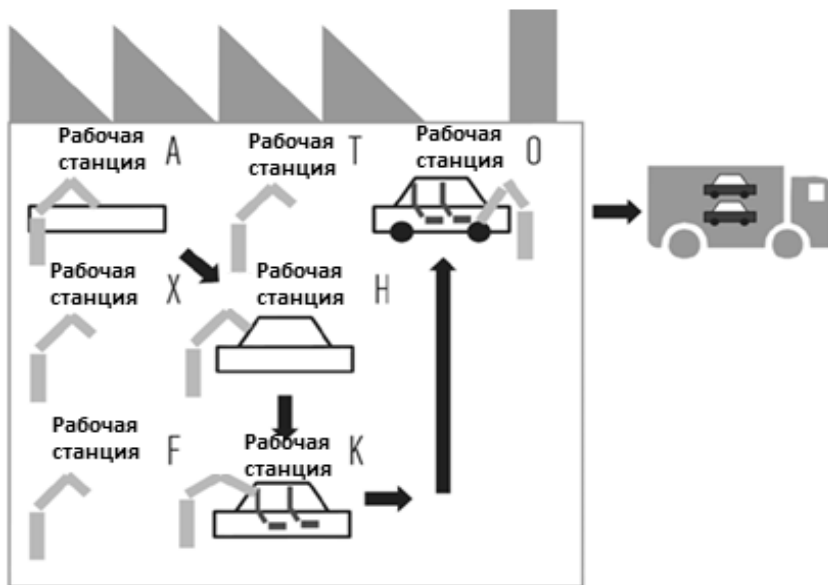 Рабочая
станция A
Рабочая
станция T
Рабочая
станция O
Рабочая
станция X
Рабочая
станция H
Рабочая
станция F
Рабочая
станция K